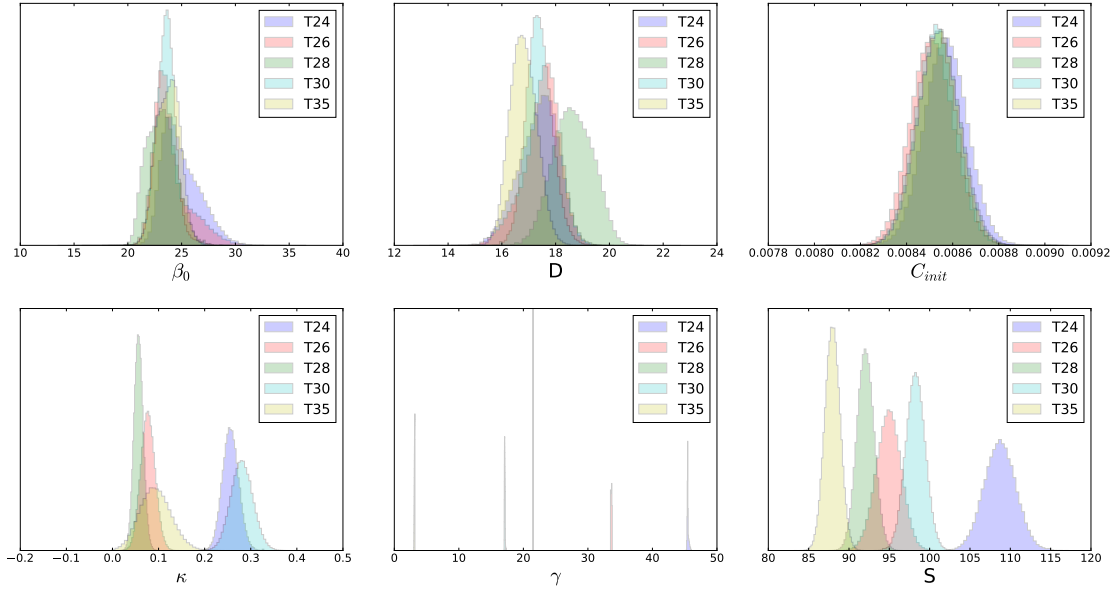 T24 T24 T24
T26 T26 T26
T28 T28 T28
T30 T30 T30
T35 T35 T35
10 15 20 25 30 35 40 12 14 16 18 20 22 24 0.0078 0.0080 0.0082 0.0084 0.0086 0.0088 0.0090 0.0092
β₀ D C_init
T24 T24 T24
T26 T26 T26
T28 T28 T28
T30 T30 T30
T35 T35 T35
−0.2 −0.1 0.0 0.1 0.2 0.3 0.4 0.5 0 10 20 30 40 50 80 85 90 95 100 105 110 115 120
κ γ S